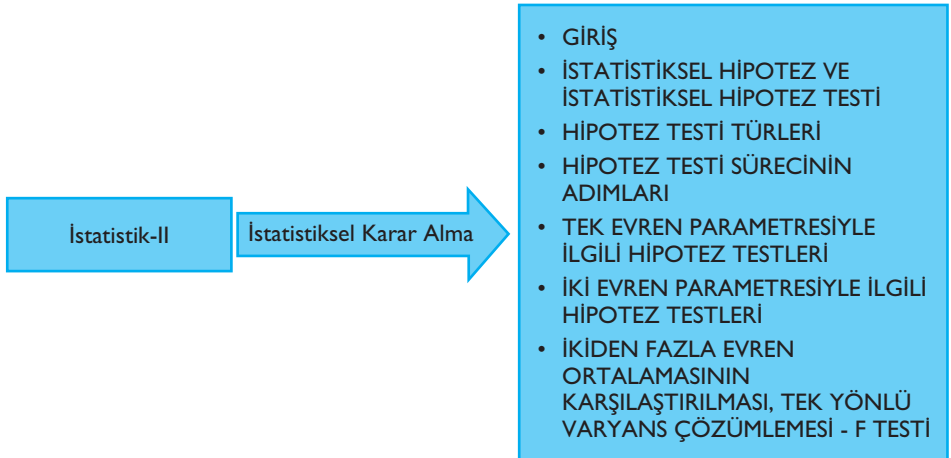 İstatistik-II
İstatistiksel Karar Alma
• GİRİŞ
• İSTATİSTİKSEL HİPOTEZ VE
İSTATİSTİKSEL HİPOTEZ TESTİ
• HİPOTEZ TESTİ TÜRLERİ
• HİPOTEZ TESTİ SÜRECİNİN
ADIMLARI
• TEK EVREN PARAMETRESİYLE
İLGİLİ HİPOTEZ TESTLERİ
• İKİ EVREN PARAMETRESİYLE İLGİLİ
HİPOTEZ TESTLERİ
• İKİDEN FAZLA EVREN
ORTALAMASININ
KARŞILAŞTIRILMASI, TEK YÖNLÜ
VARYANS ÇÖZÜMLEMESİ - F TESTİ